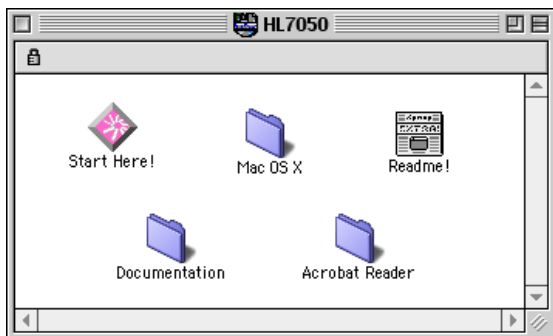 HL7050
Start Here!
Mac OS X
Readme!
Documentation
Acrobat Reader